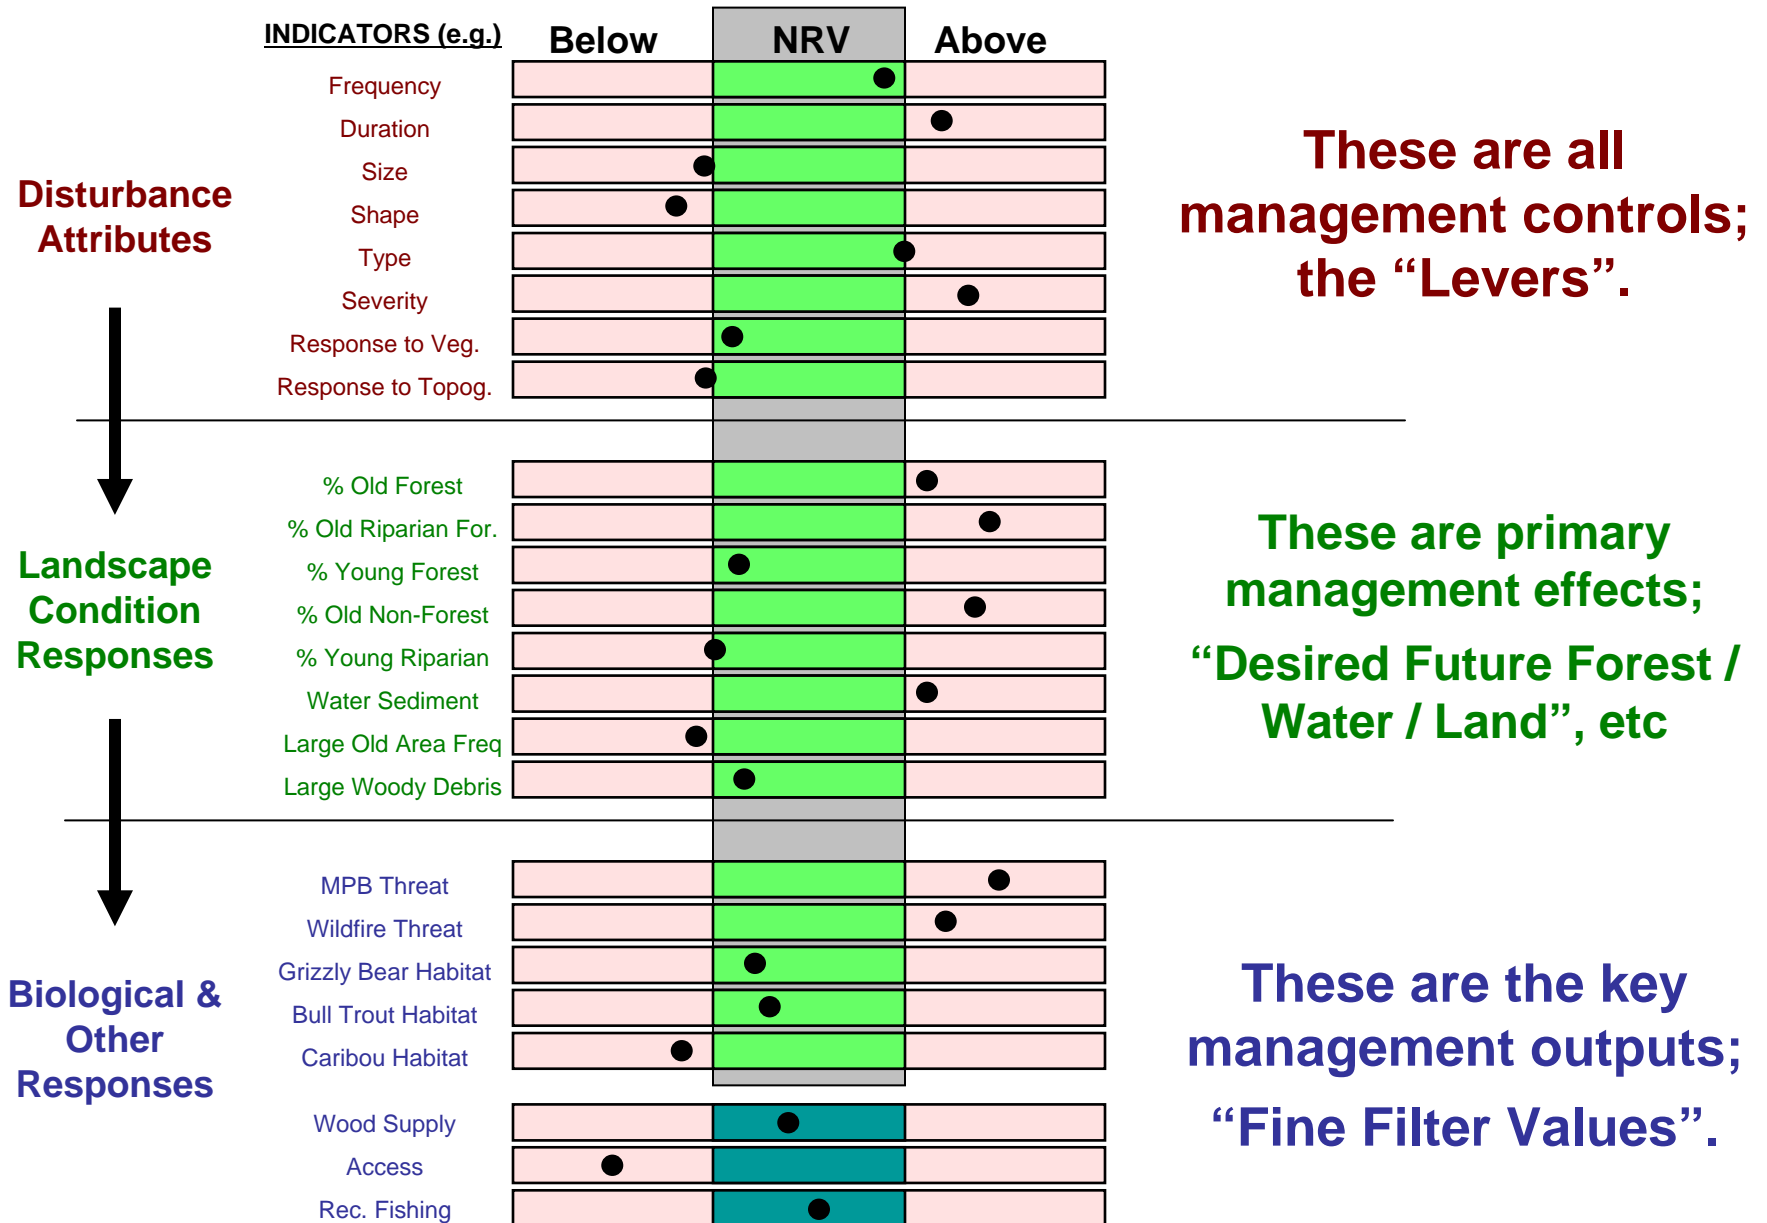 INDICATORS (e.g.)
Below
NRV
Above
Disturbance
Attributes
Frequency
Duration
Size
Shape
Type
Severity
Response to Veg.
Response to Topog.
These are all
management controls;
the “Levers”.
Landscape
Condition
Responses
% Old Forest
% Old Riparian For.
% Young Forest
% Old Non-Forest
% Young Riparian
Water Sediment
Large Old Area Freq
Large Woody Debris
These are primary
management effects;
“Desired Future Forest /
Water / Land”, etc
Biological &
Other
Responses
MPB Threat
Wildfire Threat
Grizzly Bear Habitat
Bull Trout Habitat
Caribou Habitat
Wood Supply
Access
Rec. Fishing
These are the key
management outputs;
“Fine Filter Values”.